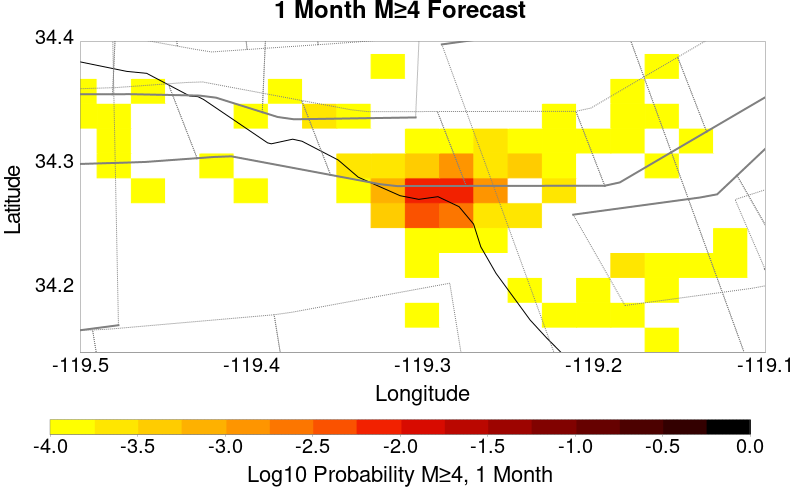 1 Month M≥4 Forecast
34.4
34.3
34.2
Latitude
-119.5 -119.4 -119.3 -119.2 -119.1
Longitude
-4.0 -3.5 -3.0 -2.5 -2.0 -1.5 -1.0 -0.5 0.0
Log10 Probability M≥4, 1 Month